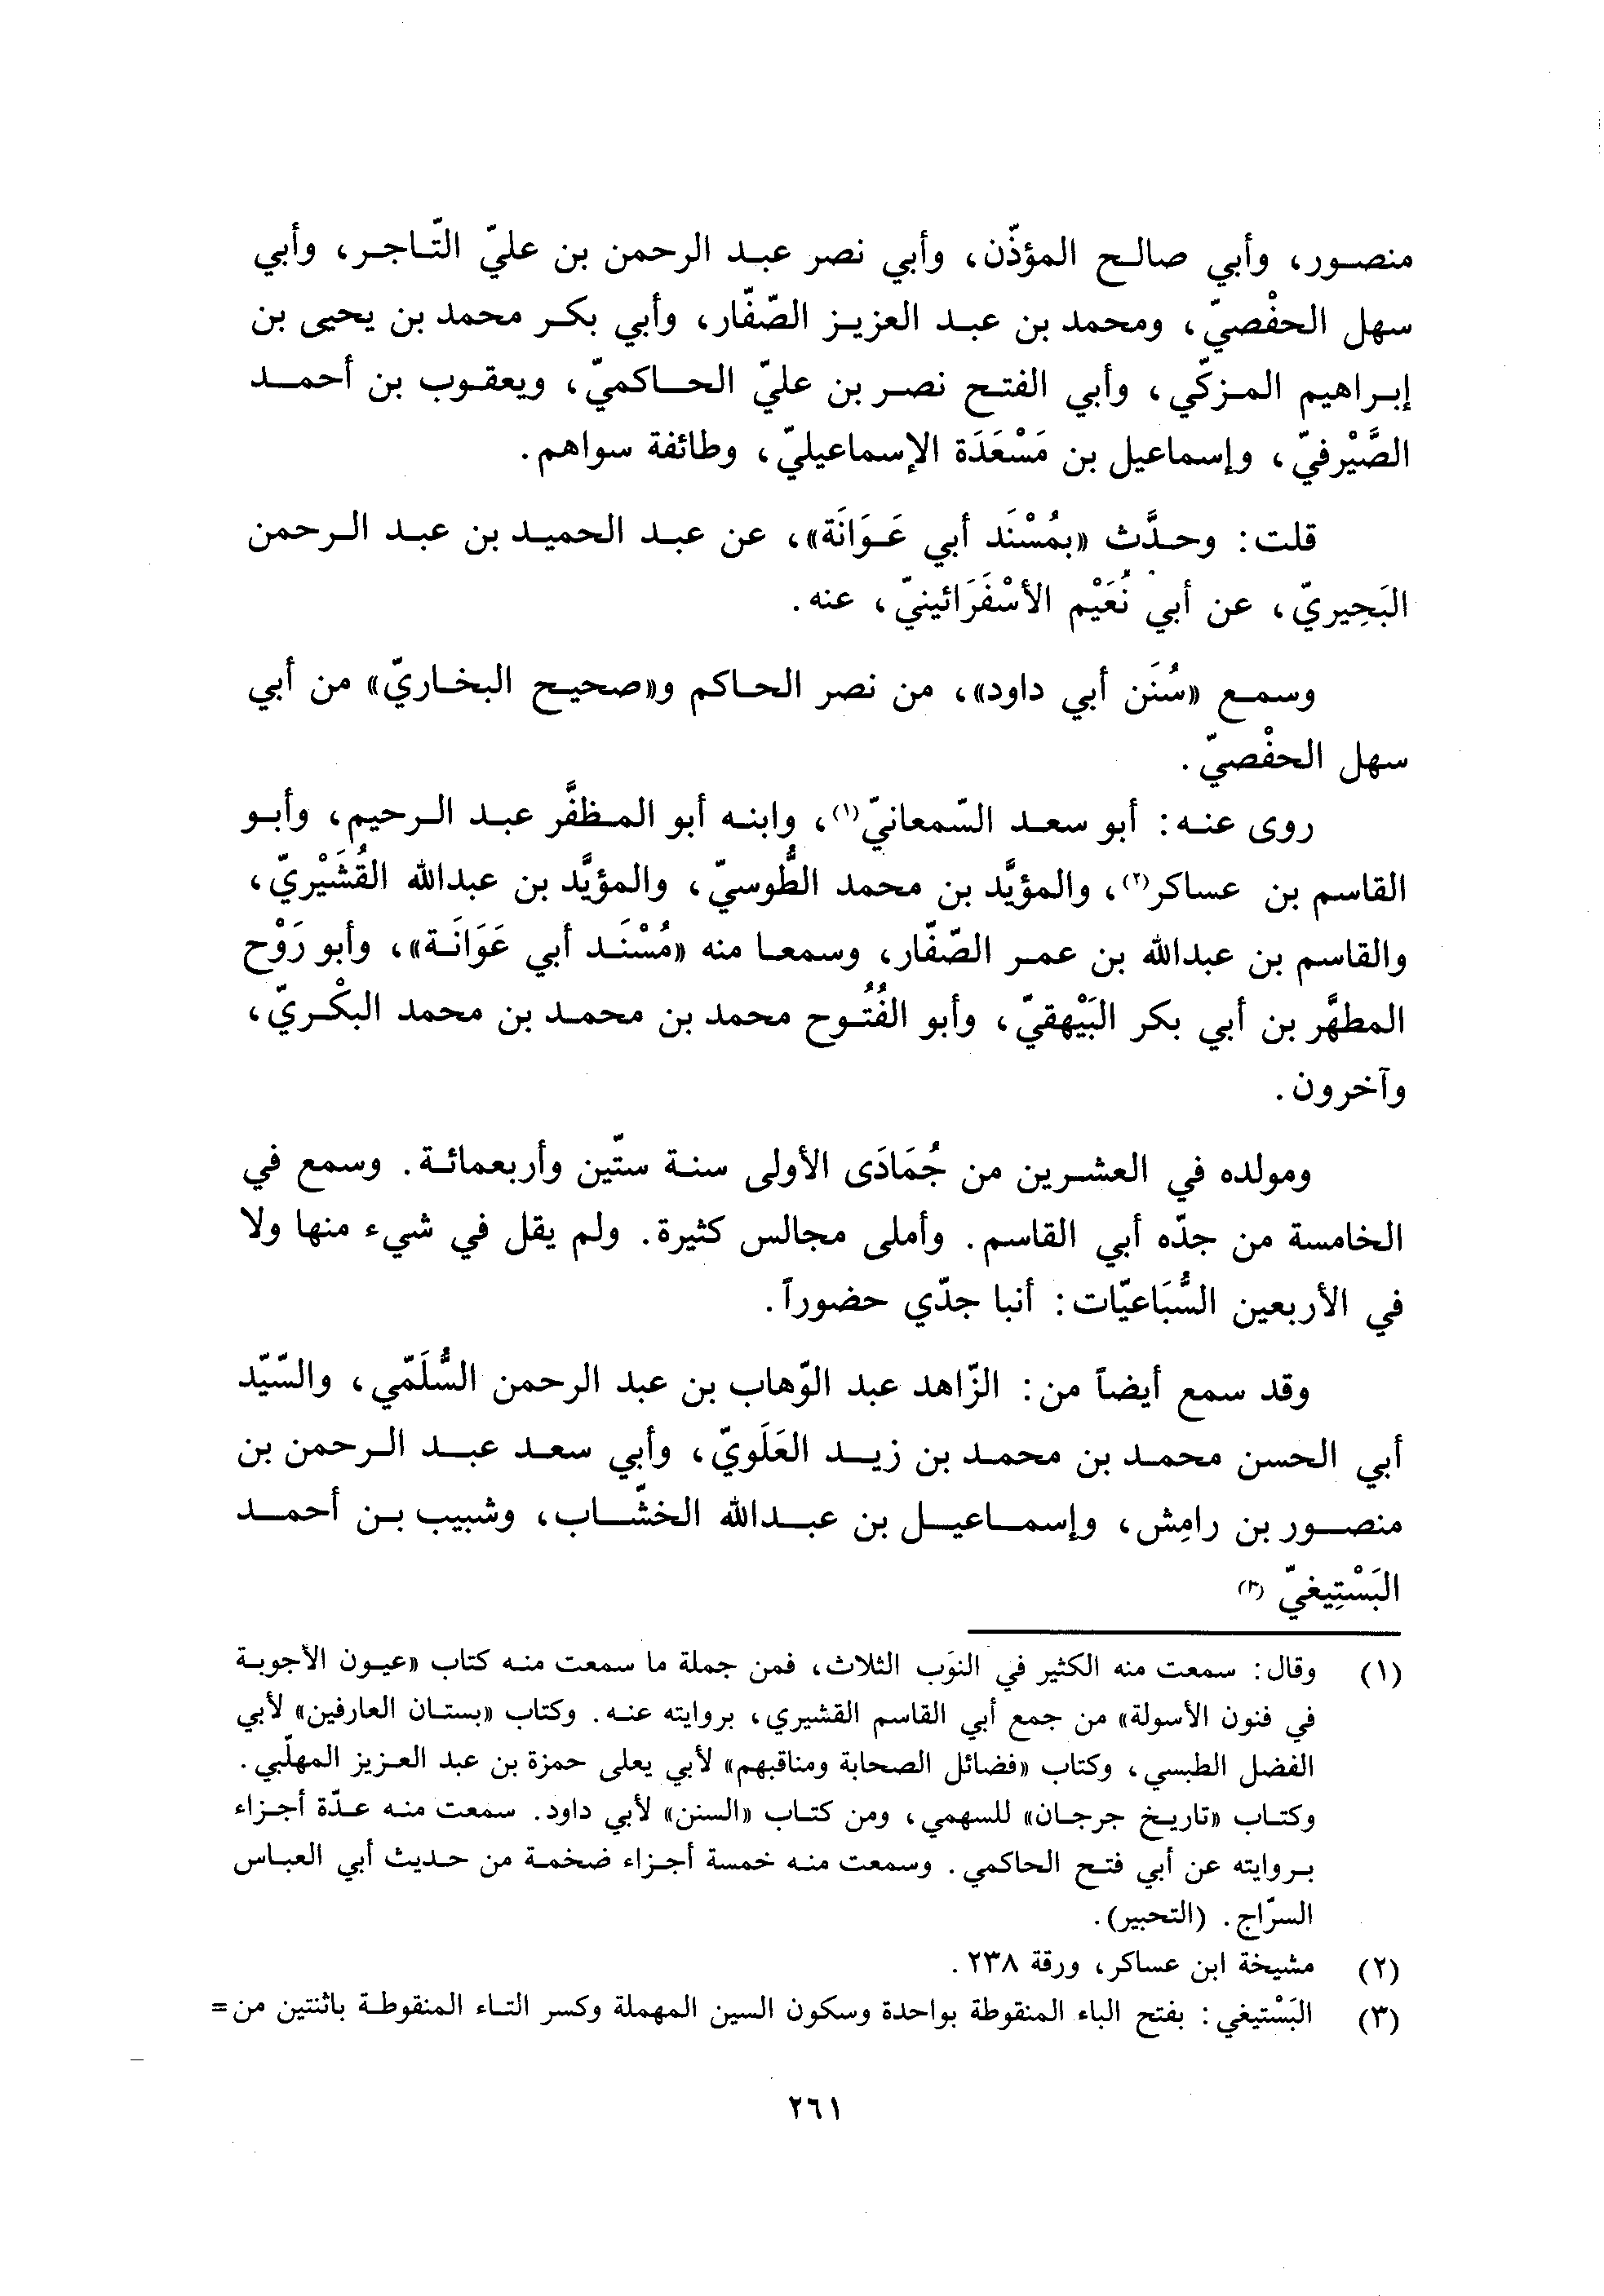 منصور، وأبي صالح المؤذّن، وأبي نصر عبد الرحمن بن عليّ التّاجر، وأبي
سهل الحفْصيّ، ومحمد بن عبد العزيز الصّفّار، وأبي بكر محمد بن يحيى بن
إبراهيم المزكّي، وأبي الفتح نصر بن عليّ الحاكميّ، ويعقوب بن أحمد
الصَّيْرفيّ، وإسماعيل بن مَسْعَدَة الإسماعيليّ، وطائفة سواهم.
قلت: وحدَّث «بمُسْنَد أبي عَوَانَة»، عن عبد الحميد بن عبد الرحمن
البَحِيريّ، عن أبي نُعَيْم الأسْفَرَائينيّ، عنه.
وسمع «سُنَن أبي داود»، من نصر الحاكم و«صحيح البخاريّ» من أبي
سهل الحفْصيّ.
روى عنه: أبو سعد السّمعانيّ(١)، وابنه أبو المظفَّر عبد الرحيم، وأبو
القاسم بن عساكر(٢)، والمؤيَّد بن محمد الطُّوسيّ، والمؤيَّد بن عبدالله القُشَيْريّ،
والقاسم بن عبدالله بن عمر الصّفّار، وسمعا منه «مُسْنَد أبي عَوَانَة»، وأبو رَوْح
المطهَّر بن أبي بكر البَيْهقيّ، وأبو الفُتُوح محمد بن محمد بن محمد البكْريّ،
وآخرون.
ومولده في العشرين من جُمَادَى الأولى سنة ستّين وأربعمائة. وسمع في
الخامسة من جدّه أبي القاسم. وأملى مجالس كثيرة. ولم يقل في شيء منها ولا
في الأربعين السُّبَاعيّات: أنبا جدّي حضوراً.
وقد سمع أيضاً من: الزّاهد عبد الوّهاب بن عبد الرحمن السُّلَمّي، والسّيّد
أبي الحسن محمد بن محمد بن زيد العَلَويّ، وأبي سعد عبد الرحمن بن
منصور بن رامِش، وإسماعيل بن عبدالله الخشّاب، وشبيب بن أحمد
البَسْتِيغيّ (٣)
(١) وقال: سمعت منه الكثير في النوَب الثلاث، فمن جملة ما سمعت منه كتاب «عيون الأجوبة
في فنون الأسولة» من جمع أبي القاسم القشيري، بروايته عنه. وكتاب «بستان العارفين» لأبي
الفضل الطبسي، وكتاب «فضائل الصحابة ومناقبهم» لأبي يعلى حمزة بن عبد العزيز المهلّبي.
وكتاب «تاريخ جرجان» للسهمي، ومن كتاب «السنن» لأبي داود. سمعت منه عدّة أجزاء
بروايته عن أبي فتح الحاكمي. وسمعت منه خمسة أجزاء ضخمة من حديث أبي العباس
السرّاج. (التحبير).
(٢) مشيخة ابن عساكر، ورقة ٢٣٨.
(٣) البَسْتيغي: بفتح الباء المنقوطة بواحدة وسكون السين المهملة وكسر التاء المنقوطة باثنتين من=
٢٦١